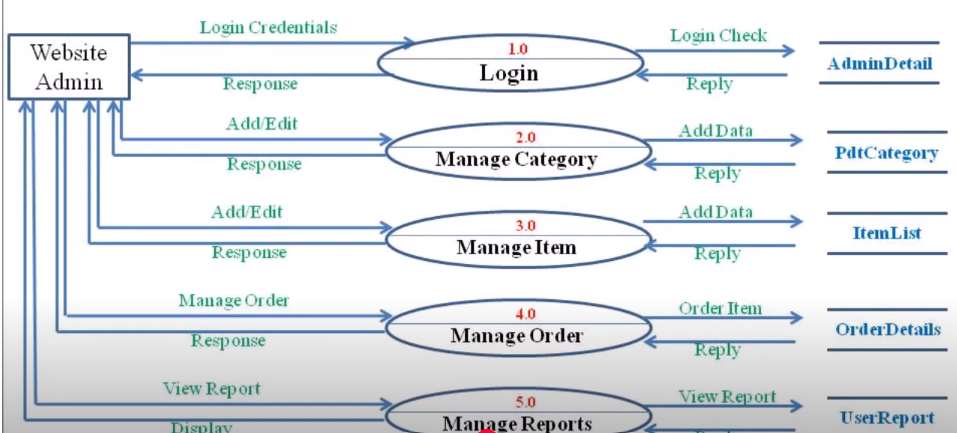 Login Credentials
Website
Admin
1.0
Login
Login Check
AdminDetail
Response
Reply
Add/Edit
2.0
Manage Category
Add Data
PdtCategory
Response
Reply
Add/Edit
3.0
Manage Item
Add Data
ItemList
Response
Reply
Manage Order
4.0
Manage Order
Order Item
OrderDetails
Response
Reply
View Report
5.0
Manage Reports
View Report
UserReport
Display